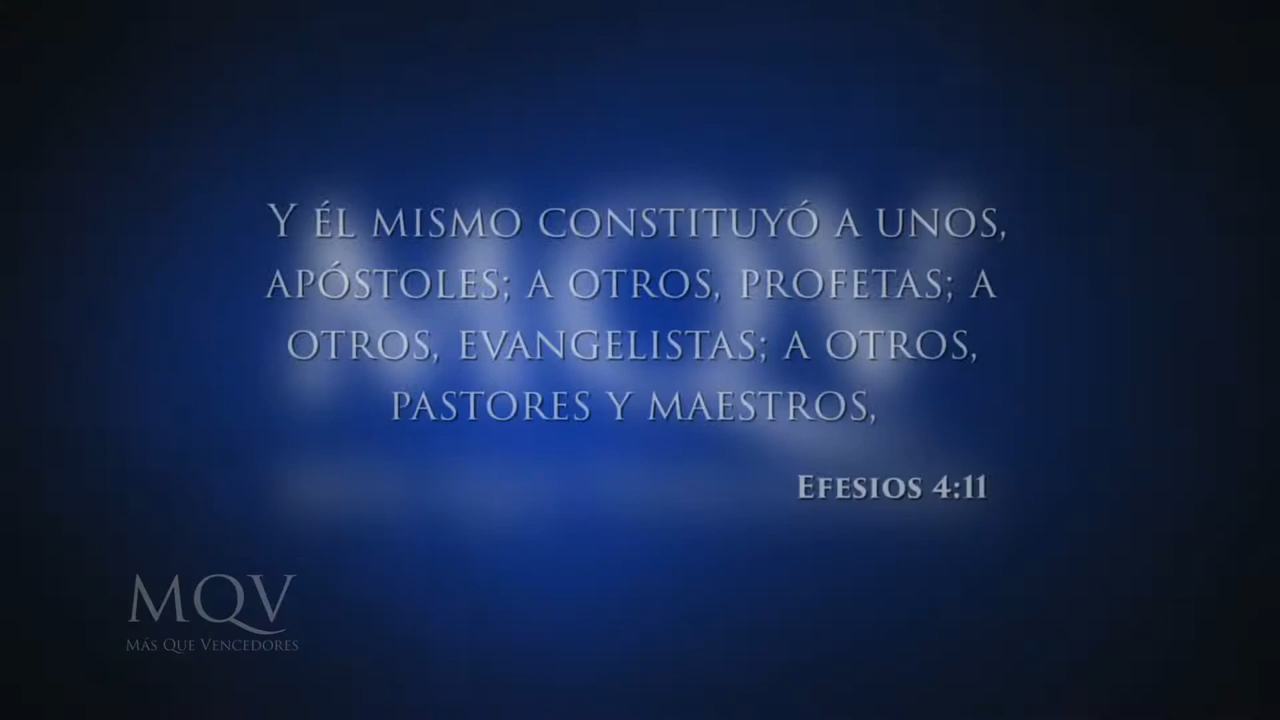 Y ÉL MISMO CONSTITUYÓ A UNOS,
APÓSTOLES; A OTROS, PROFETAS; A
OTROS, EVANGELISTAS; A OTROS,
PASTORES Y MAESTROS,
EFESIOS 4:11
MQV
MÁS QUE VENCEDORES